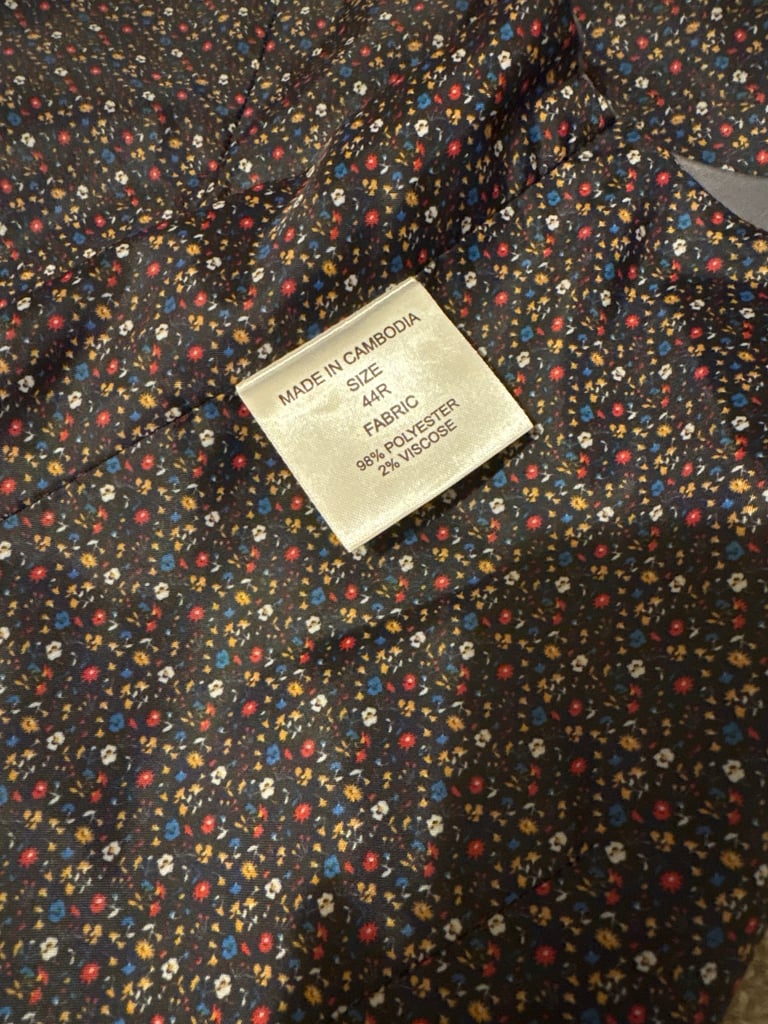 MADE IN CAMBODIA
SIZE
44R
FABRIC
98% POLYESTER
2% VISCOSE